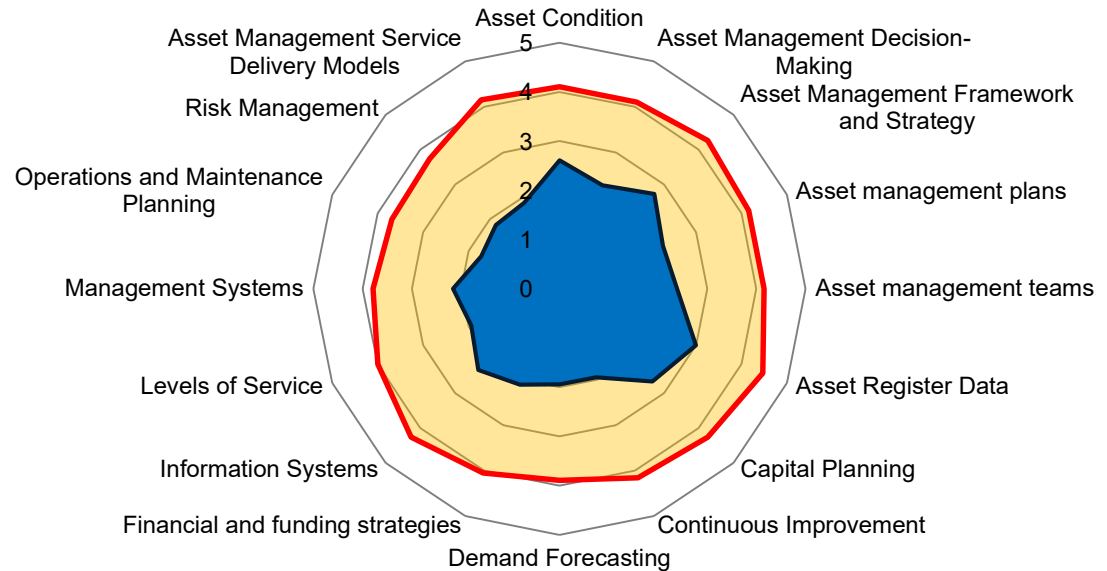 Asset Condition
Asset Management Decision-
Making
Asset Management Framework
and Strategy
Asset management plans
Asset management teams
Asset Register Data
Capital Planning
Continuous Improvement
Demand Forecasting
Financial and funding strategies
Information Systems
Levels of Service
Management Systems
Operations and Maintenance
Planning
Risk Management
Asset Management Service
Delivery Models
5
4
3
2
1
0